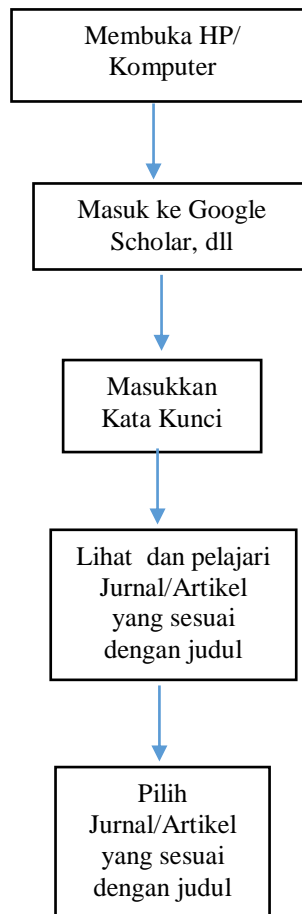 Membuka HP/
Komputer
Masuk ke Google
Scholar, dll
Masukkan
Kata Kunci
Lihat dan pelajari
Jurnal/Artikel
yang sesuai
dengan judul
Pilih
Jurnal/Artikel
yang sesuai
dengan judul